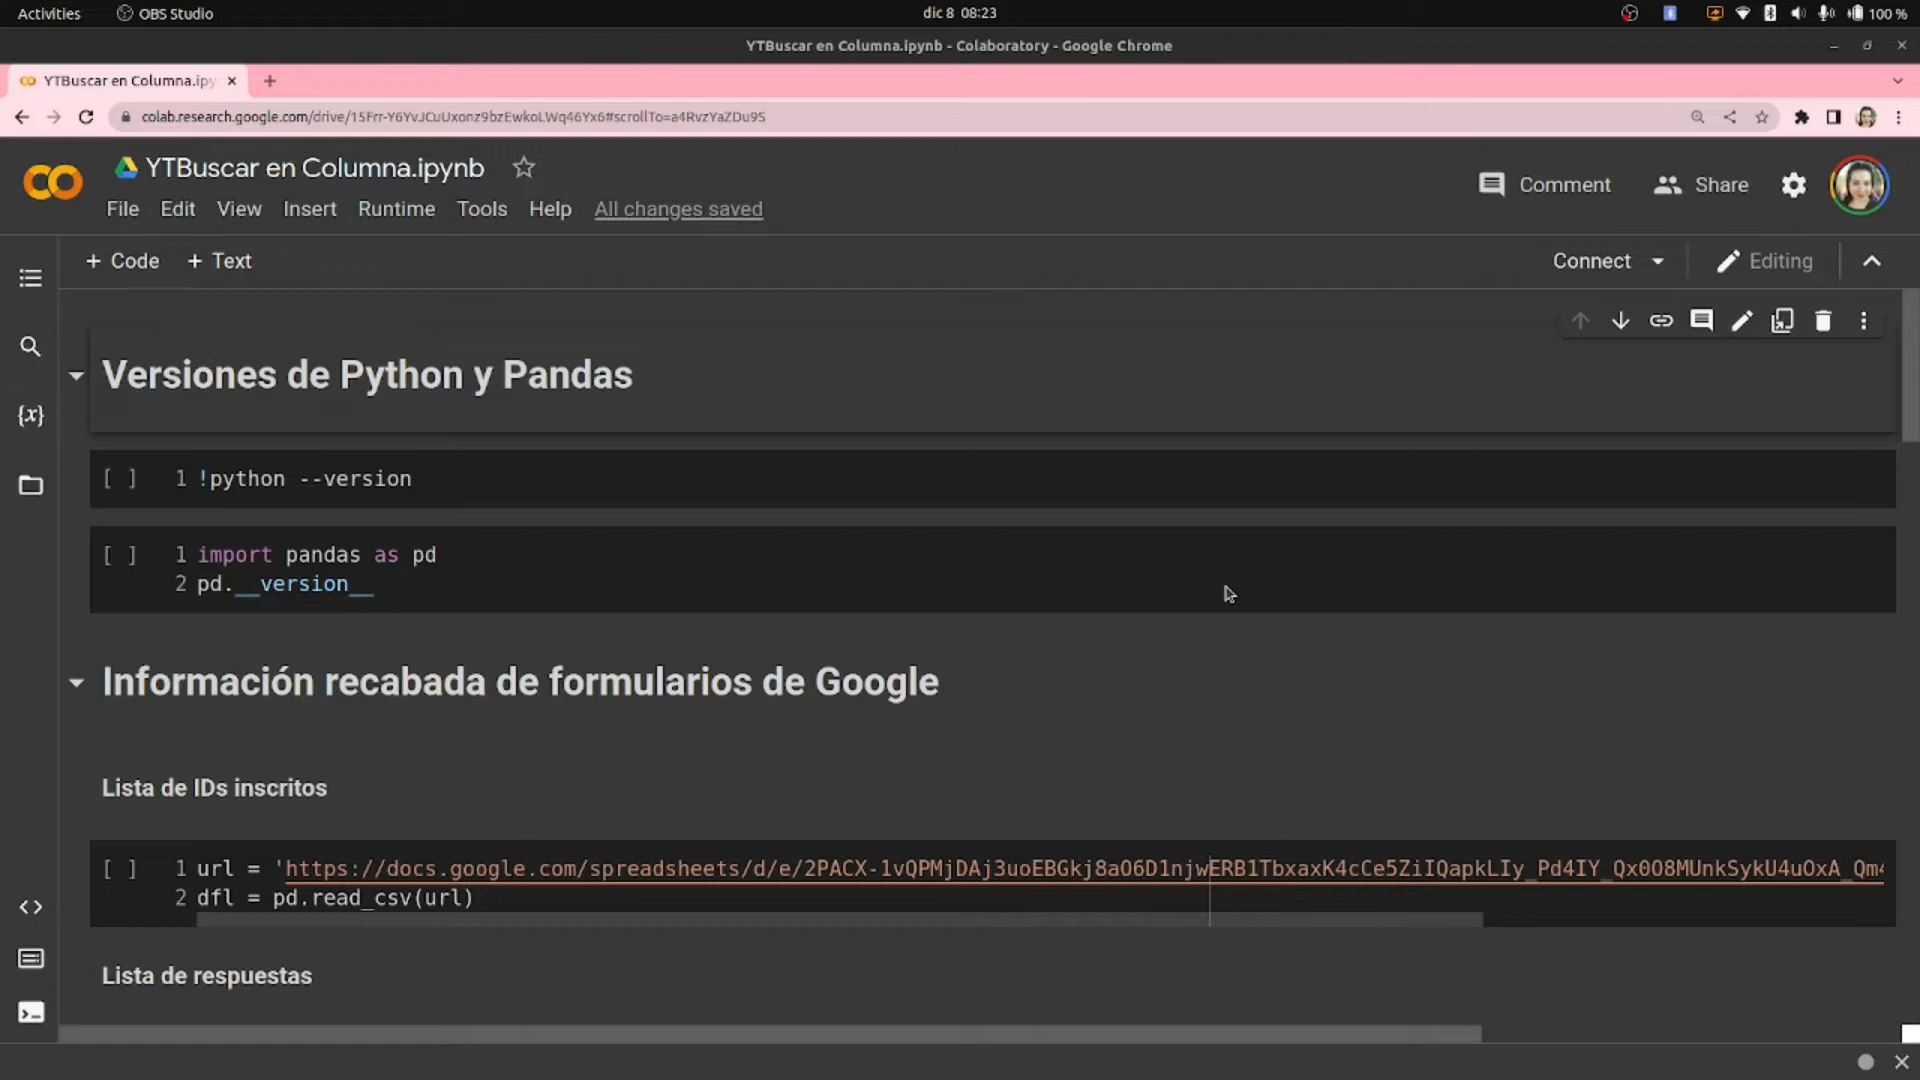 Activities OBS Studio dic 8 08:23 100 %
YTBuscar en Columna.ipynb - Colaboratory - Google Chrome
YTBuscar en Columna.ipy
colab.research.google.com/drive/15Frr-Y6YvJCuUxonz9bzEwkoLWq46Yx6#scrollTo=a4RvzYaZDu9S
YTBuscar en Columna.ipynb
Comment Share
File Edit View Insert Runtime Tools Help All changes saved
+ Code + Text Connect Editing
Versiones de Python y Pandas
{x}
[ ] 1 !python --version
[ ] 1 import pandas as pd
2 pd.__version__
Información recabada de formularios de Google
Lista de IDs inscritos
[ ] 1 url = 'https://docs.google.com/spreadsheets/d/e/2PACX-1vQPMjDAj3uoEBGkj8aO6D1njwERB1TbxaxK4cCe5ZiIQapkLIy_Pd4IY_Qx0O8MUnkSykU4uOxA_Qm4
2 dfl = pd.read_csv(url)
Lista de respuestas